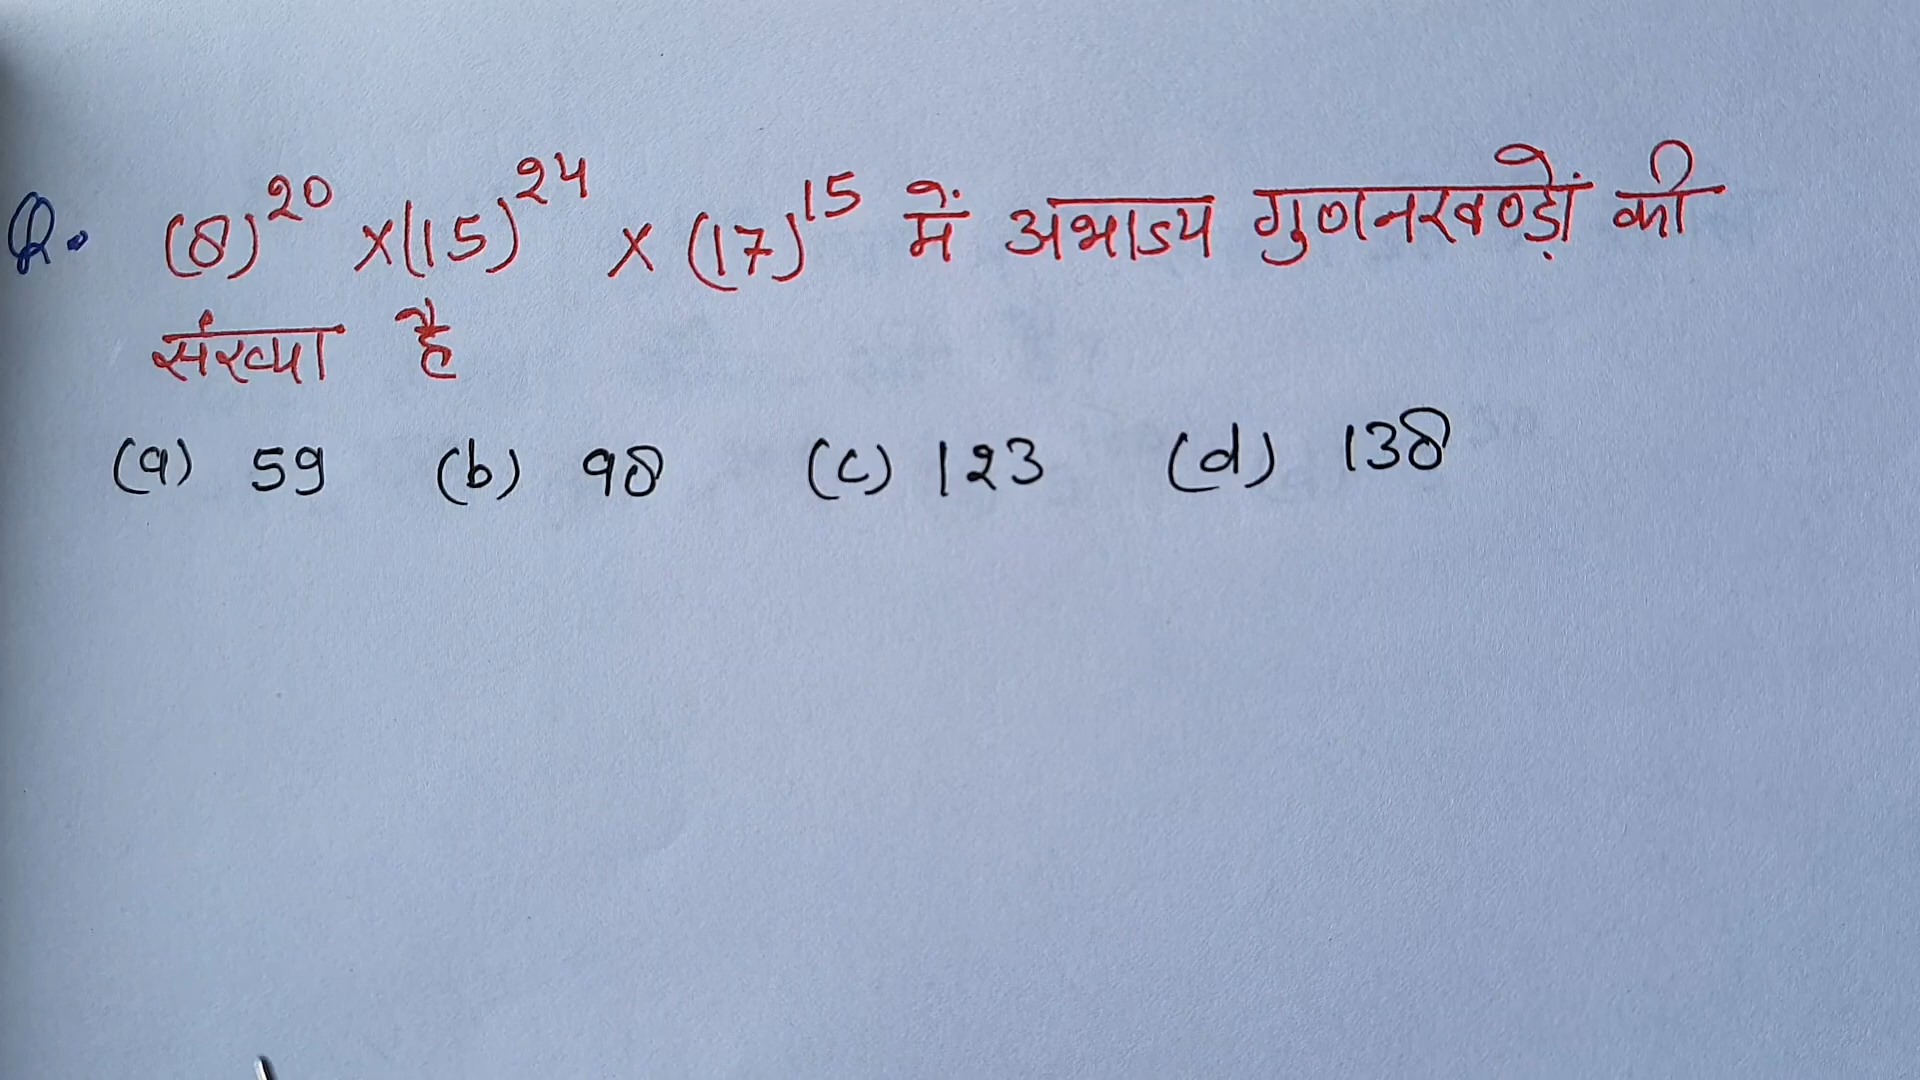 Q. (8)^20 × (15)^24 × (17)^15 में अभाज्य गुणनखण्डों की
संख्या है
(a) 59 (b) 98 (c) 123 (d) 138